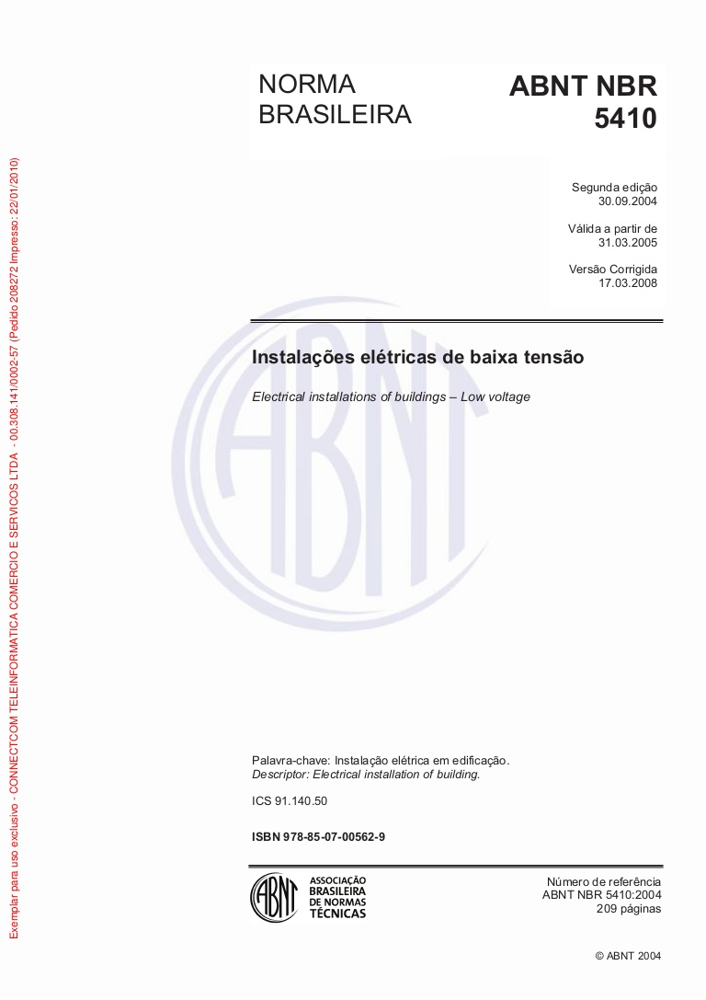 NORMA
BRASILEIRA
ABNT NBR
5410
Segunda edição
30.09.2004
Válida a partir de
31.03.2005
Versão Corrigida
17.03.2008
ABNT
Instalações elétricas de baixa tensão
Electrical installations of buildings – Low voltage
Palavra-chave: Instalação elétrica em edificação.
Descriptor: Electrical installation of building.
ICS 91.140.50
ISBN 978-85-07-00562-9
ABNT
ASSOCIAÇÃO
BRASILEIRA
DE NORMAS
TÉCNICAS
Número de referência
ABNT NBR 5410:2004
209 páginas
© ABNT 2004
Exemplar para uso exclusivo - CONNECTCOM TELEINFORMATICA COMERCIO E SERVICOS LTDA - 00.308.141/0002-57 (Pedido 208272 Impresso: 22/01/2010)